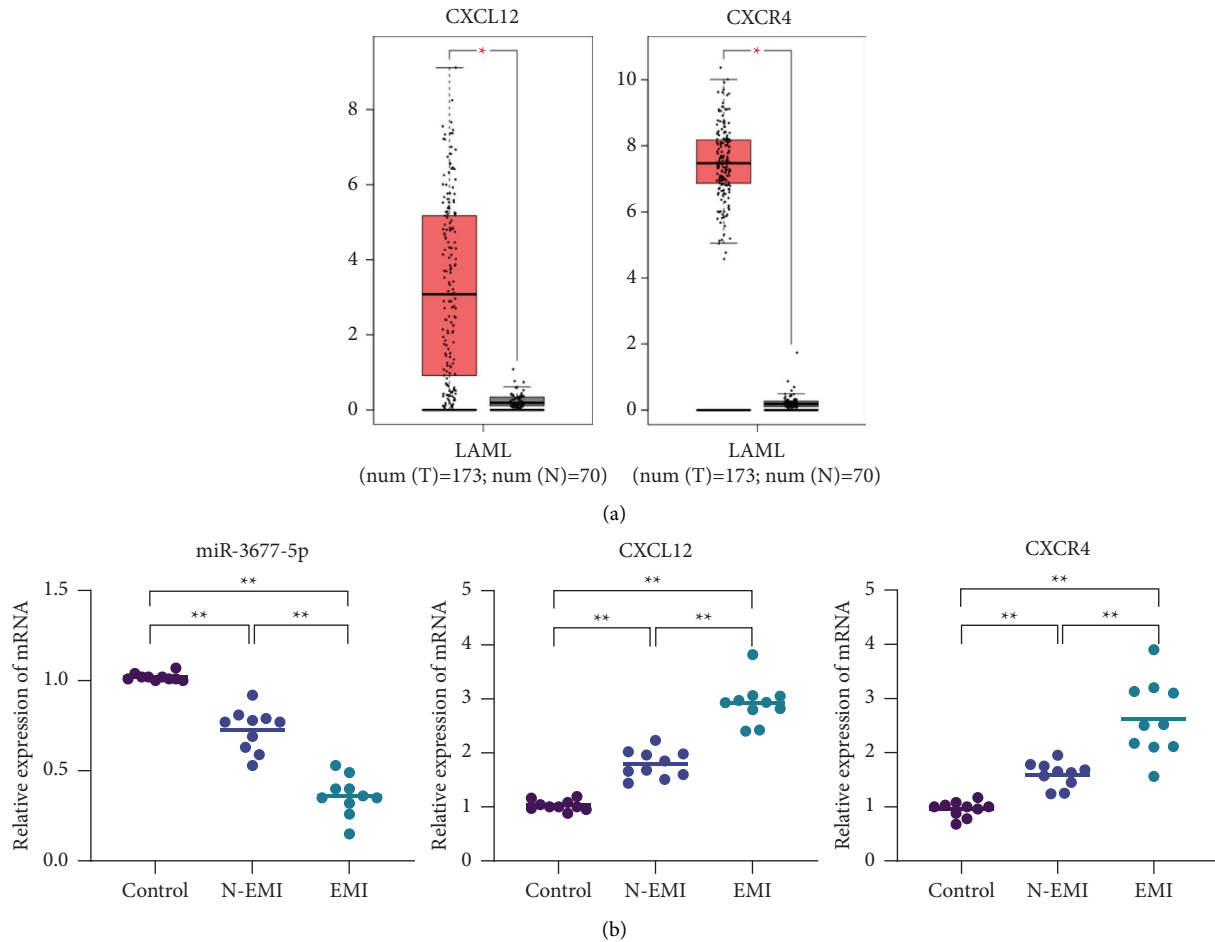 CXCL12
*
8
6
4
2
0
LAML
(num (T)=173; num (N)=70)
CXCR4
*
10
8
6
4
2
0
LAML
(num (T)=173; num (N)=70)
(a)
miR-3677-5p
Relative expression of mRNA
1.5
1.0
0.5
0.0
**
**
**
Control
N-EMI
EMI
CXCL12
Relative expression of mRNA
5
4
3
2
1
0
**
**
**
Control
N-EMI
EMI
CXCR4
Relative expression of mRNA
5
4
3
2
1
0
**
**
**
Control
N-EMI
EMI
(b)